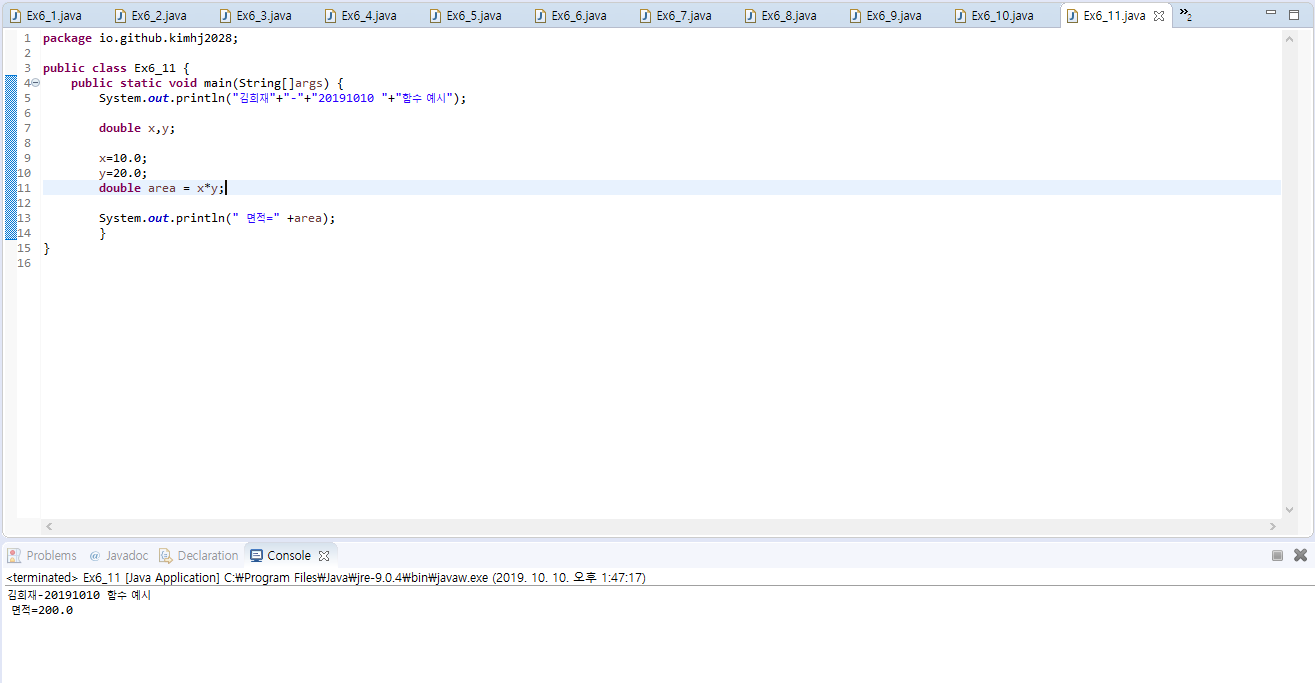 Ex6_1.java Ex6_2.java Ex6_3.java Ex6_4.java Ex6_5.java Ex6_6.java Ex6_7.java Ex6_8.java Ex6_9.java Ex6_10.java Ex6_11.java »2
1 package io.github.kimhj2028;
2
3 public class Ex6_11 {
4 public static void main(String[]args) {
5 System.out.println("김희재"+"-"+"20191010 "+"함수 예시");
6
7 double x,y;
8
9 x=10.0;
10 y=20.0;
11 double area = x*y;
12
13 System.out.println(" 면적=" +area);
14 }
15 }
16
Problems @ Javadoc Declaration Console
<terminated> Ex6_11 [Java Application] C:₩Program Files₩Java₩jre-9.0.4₩bin₩javaw.exe (2019. 10. 10. 오후 1:47:17)
김희재-20191010 함수 예시
면적=200.0